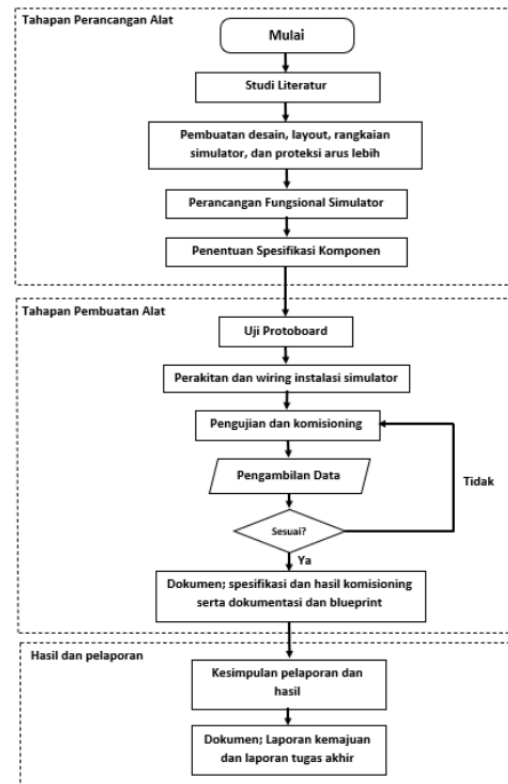 Tahapan Perancangan Alat
Mulai
Studi Literatur
Pembuatan desain, layout, rangkaian
simulator, dan proteksi arus lebih
Perancangan Fungsional Simulator
Penentuan Spesifikasi Komponen
Tahapan Pembuatan Alat
Uji Protoboard
Perakitan dan wiring instalasi simulator
Pengujian dan komisioning
Pengambilan Data
Tidak
Sesuai?
Ya
Dokumen; spesifikasi dan hasil komisioning
serta dokumentasi dan blueprint
Hasil dan pelaporan
Kesimpulan pelaporan dan
hasil
Dokumen; Laporan kemajuan
dan laporan tugas akhir